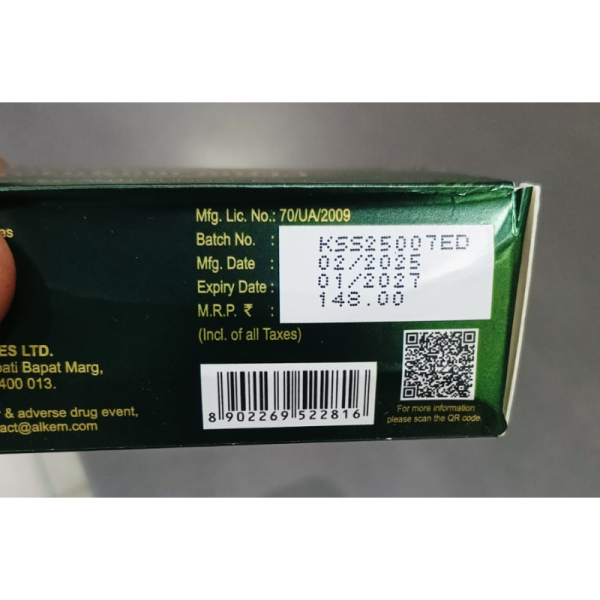 es
Mfg. Lic. No.: 70/UA/2009
Batch No. : KSS25007ED
Mfg. Date : 02/2025
Expiry Date : 01/2027
M.R.P. ₹ : 148.00
(Incl. of all Taxes)
ES LTD.
pati Bapat Marg,
400 013.
& adverse drug event,
act@alkem.com
8 902269 522816
For more information
please scan the QR code.